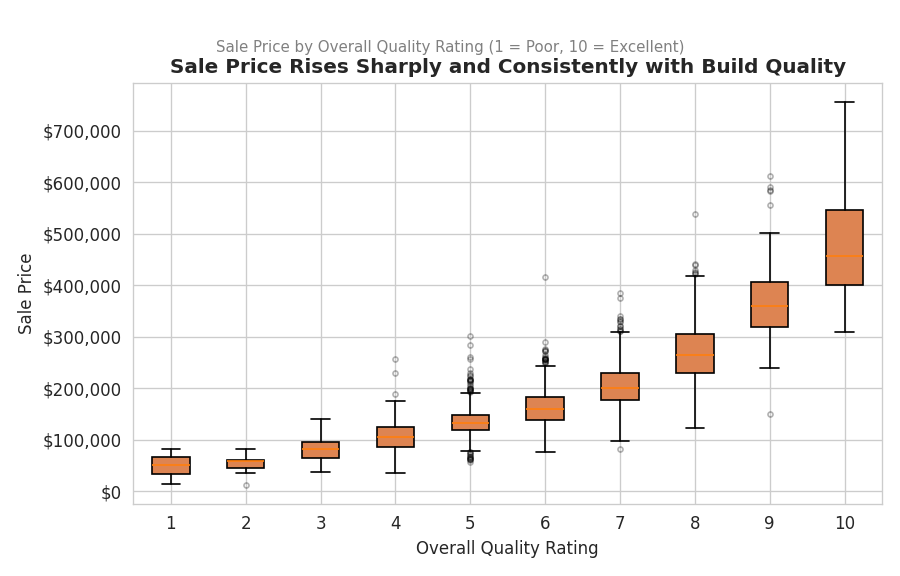 Sale Price by Overall Quality Rating (1 = Poor, 10 = Excellent)
Sale Price Rises Sharply and Consistently with Build Quality
$700,000
$600,000
$500,000
$400,000
$300,000
$200,000
$100,000
$0
Sale Price
1 2 3 4 5 6 7 8 9 10
Overall Quality Rating